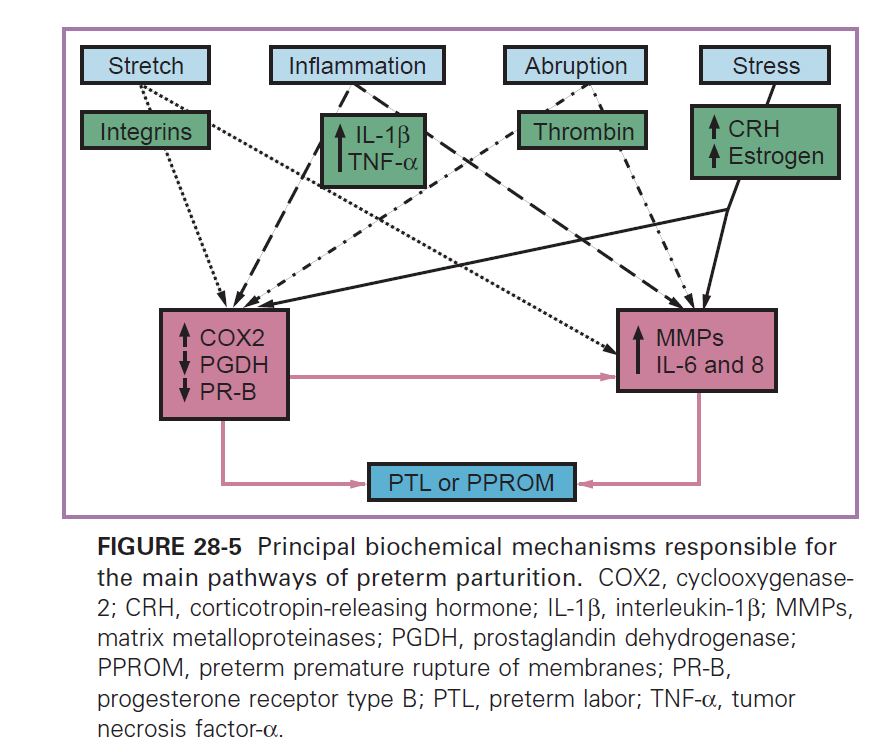 Stretch
Inflammation
Abruption
Stress
Integrins
IL-1β
TNF-α
Thrombin
CRH
Estrogen
COX2
PGDH
PR-B
MMPs
IL-6 and 8
PTL or PPROM
FIGURE 28-5 Principal biochemical mechanisms responsible for
the main pathways of preterm parturition. COX2, cyclooxygenase-
2; CRH, corticotropin-releasing hormone; IL-1β, interleukin-1β; MMPs,
matrix metalloproteinases; PGDH, prostaglandin dehydrogenase;
PPROM, preterm premature rupture of membranes; PR-B,
progesterone receptor type B; PTL, preterm labor; TNF-α, tumor
necrosis factor-α.